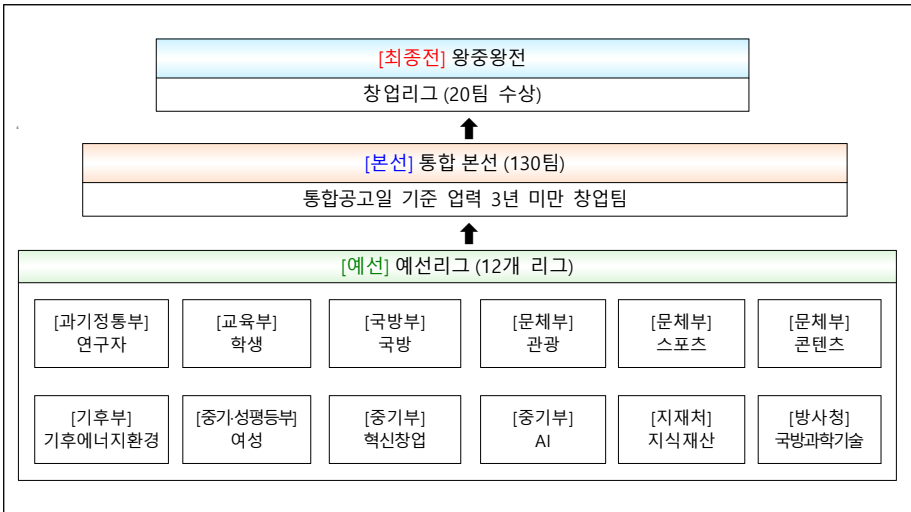 [최종전] 왕중왕전
창업리그 (20팀 수상)
[본선] 통합 본선 (130팀)
통합공고일 기준 업력 3년 미만 창업팀
[예선] 예선리그 (12개 리그)
[과기정통부]
연구자
[교육부]
학생
[국방부]
국방
[문체부]
관광
[문체부]
스포츠
[문체부]
콘텐츠
[기후부]
기후에너지환경
[중기·성평등부]
여성
[중기부]
혁신창업
[중기부]
AI
[지재처]
지식재산
[방사청]
국방과학기술